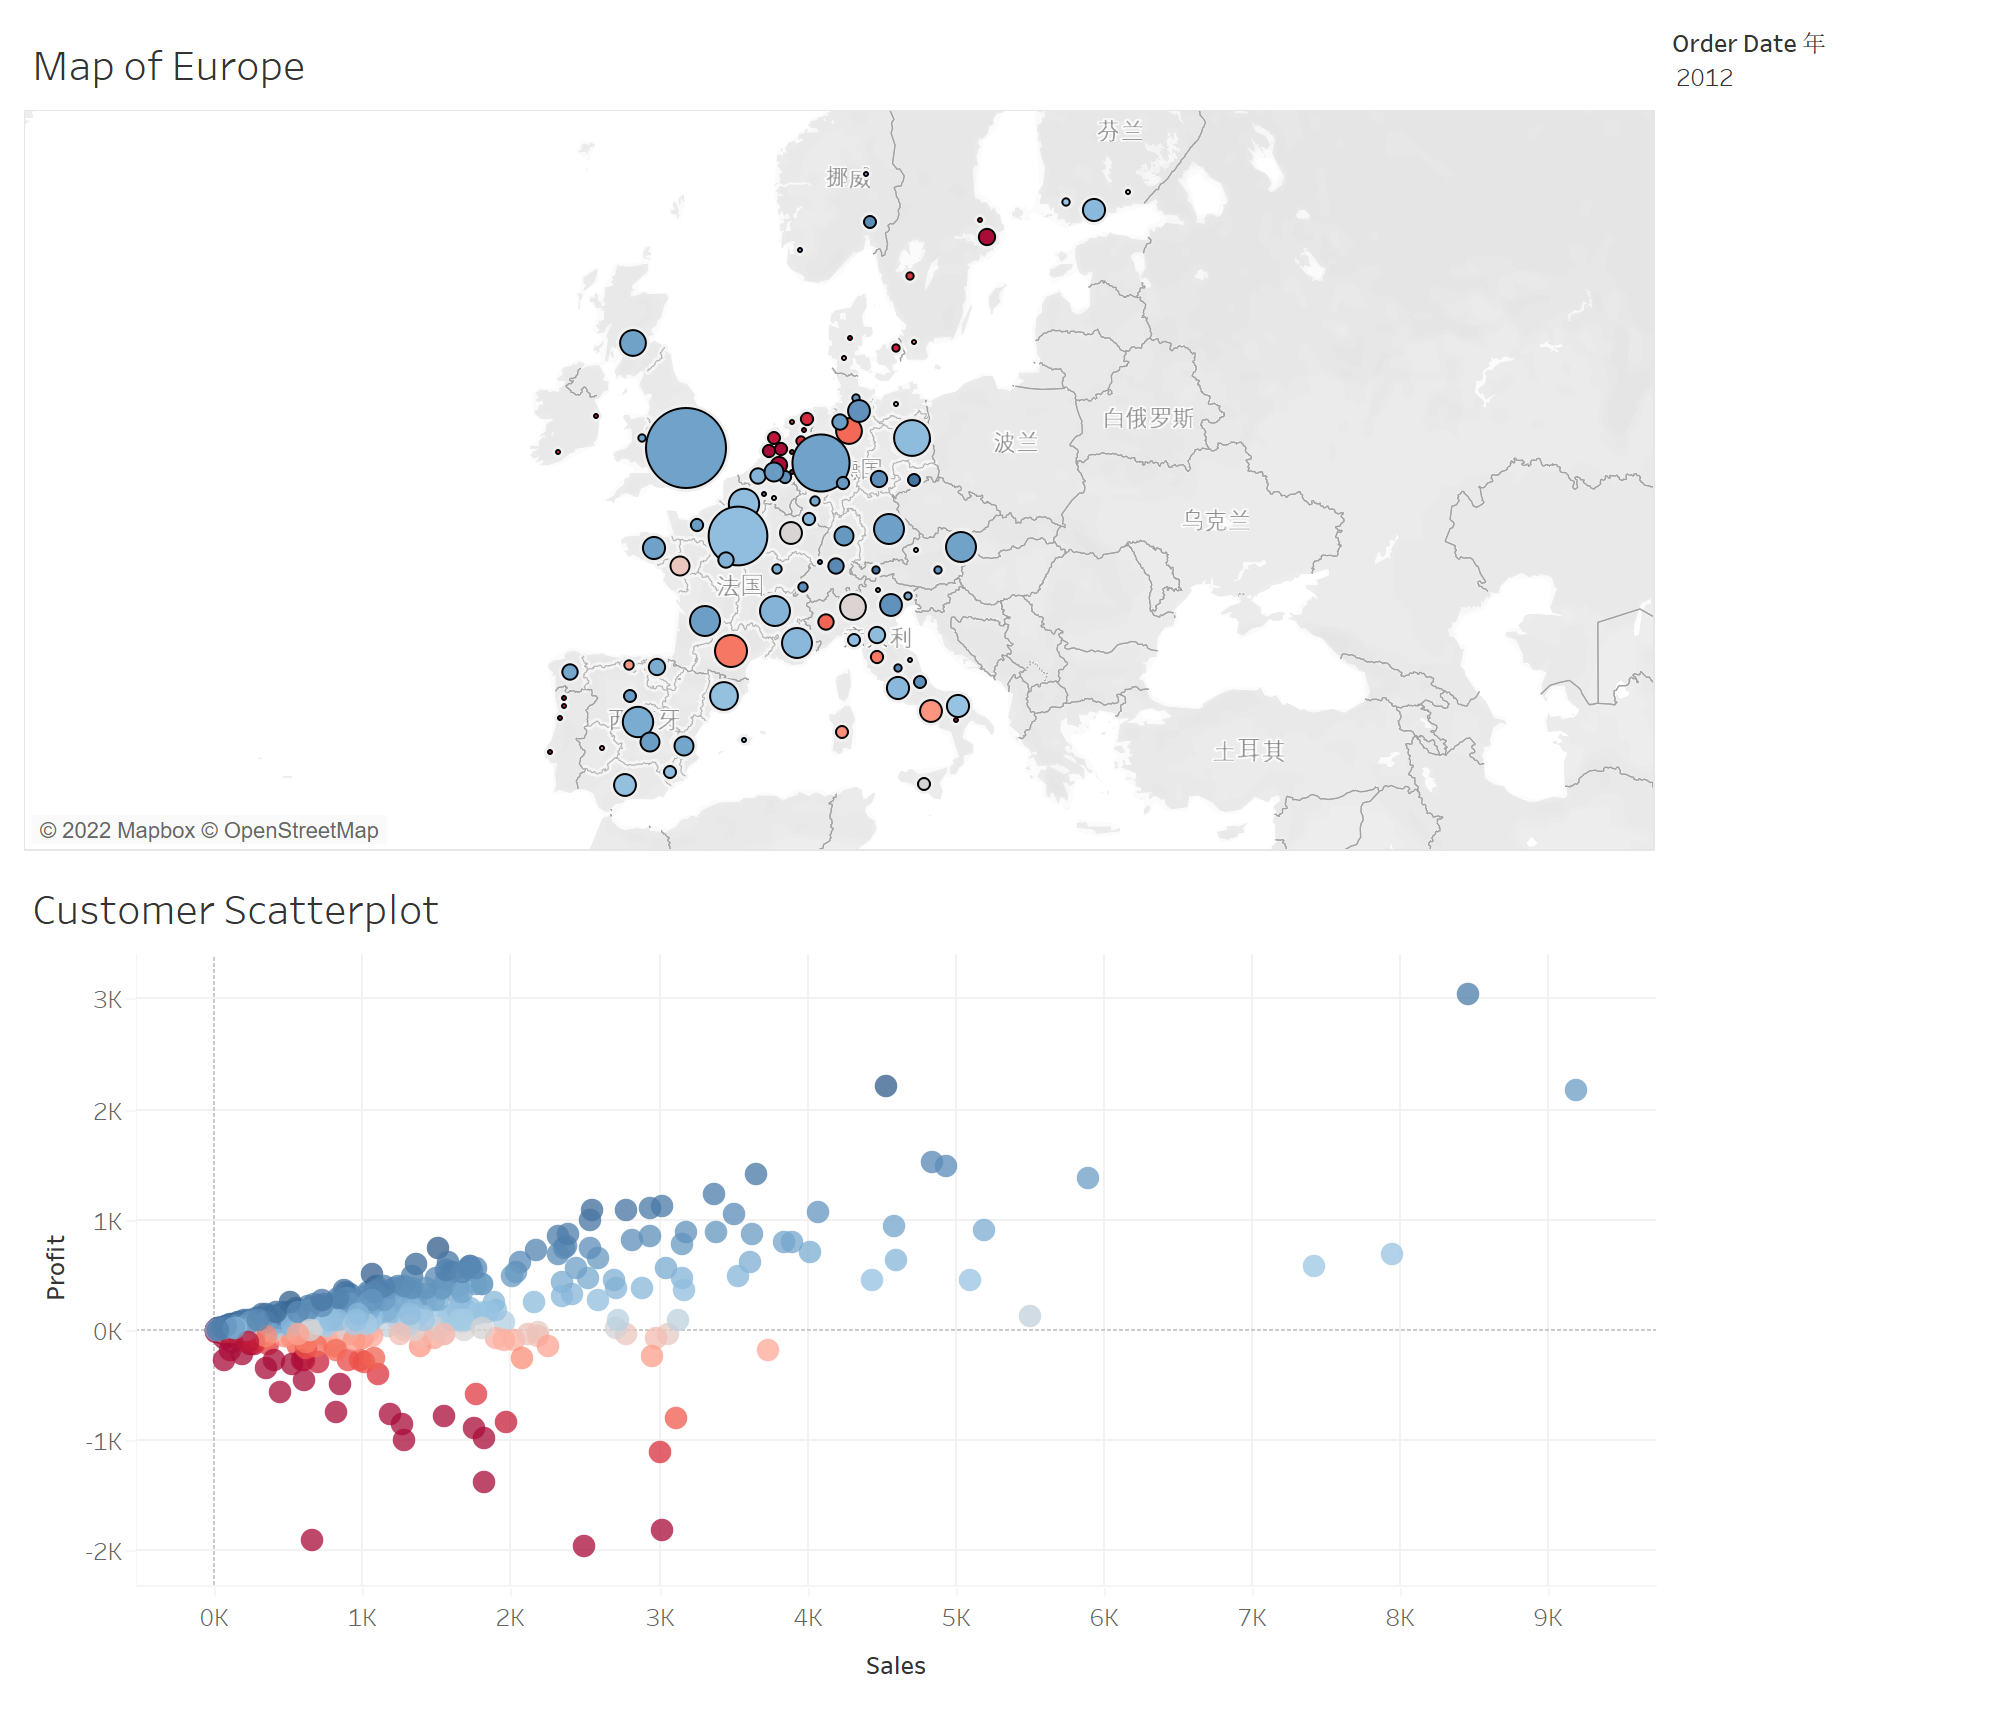 Map of Europe
Order Date 年
2012
芬兰
挪威
白俄罗斯
波兰
国
乌克兰
法国
利
西 牙
土耳其
© 2022 Mapbox © OpenStreetMap
Customer Scatterplot
3K
2K
1K
0K
-1K
-2K
Profit
0K 1K 2K 3K 4K 5K 6K 7K 8K 9K
Sales